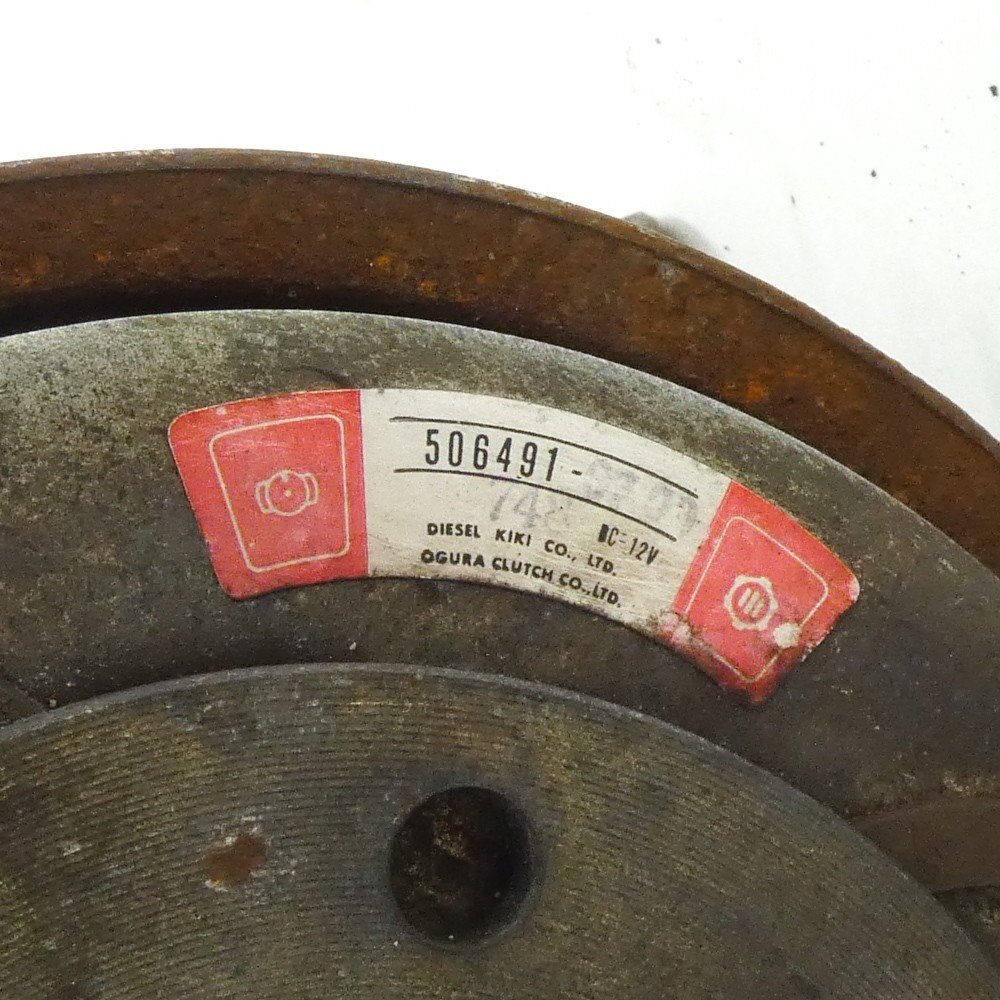 506491-
DC-12V
DIESEL KIKI CO., LTD.
OGURA CLUTCH CO., LTD.